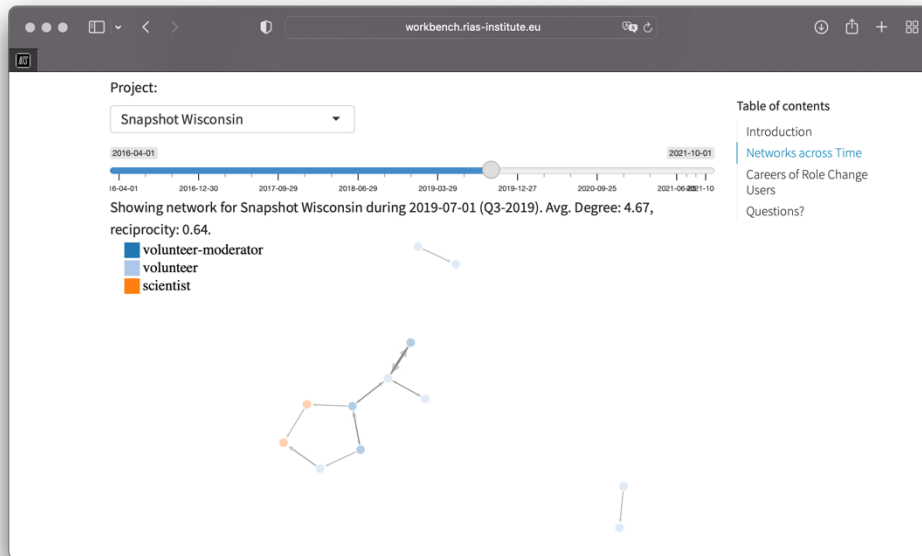 workbench.rias-institute.eu
Project:
Snapshot Wisconsin
2016-04-01
2021-10-01
2016-12-30
2017-09-29
2018-06-29
2019-03-29
2019-12-27
2020-09-25
Showing network for Snapshot Wisconsin during 2019-07-01 (Q3-2019). Avg. Degree: 4.67,
reciprocity: 0.64.
volunteer-moderator
volunteer
scientist
Table of contents
Introduction
Networks across Time
Careers of Role Change
Users
Questions?